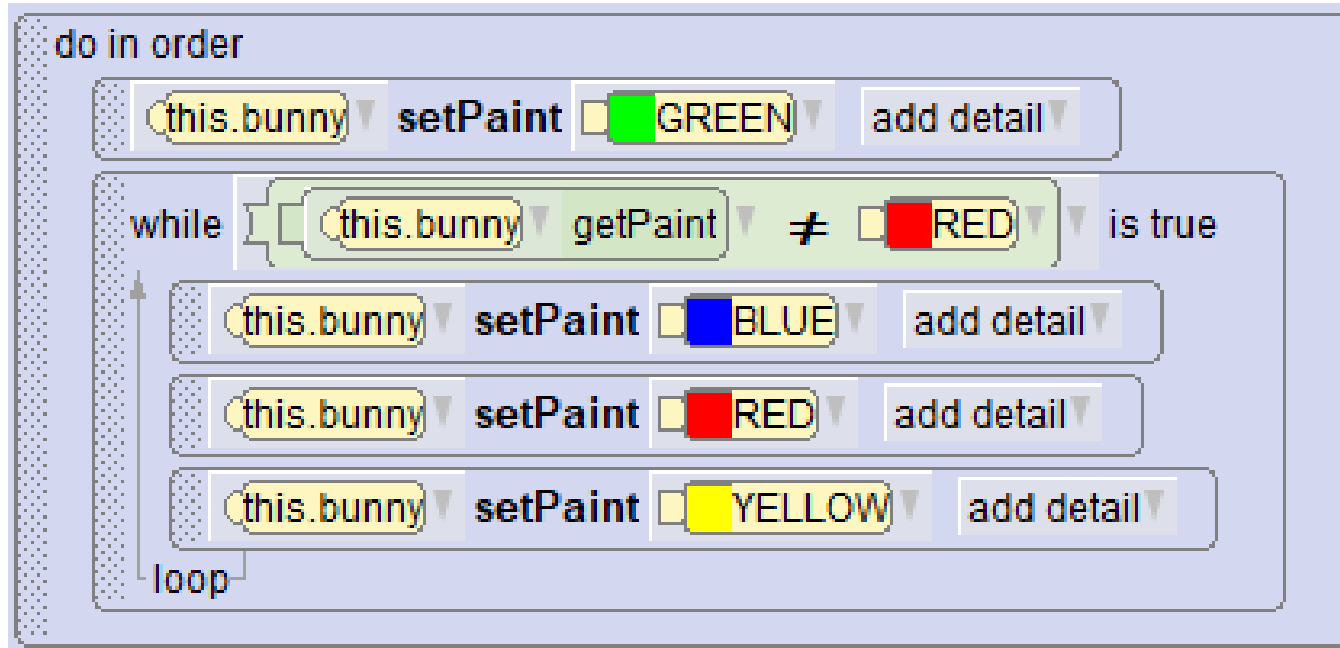 do in order
this.bunny setPaint GREEN add detail
while this.bunny getPaint ≠ RED is true
this.bunny setPaint BLUE add detail
this.bunny setPaint RED add detail
this.bunny setPaint YELLOW add detail
loop